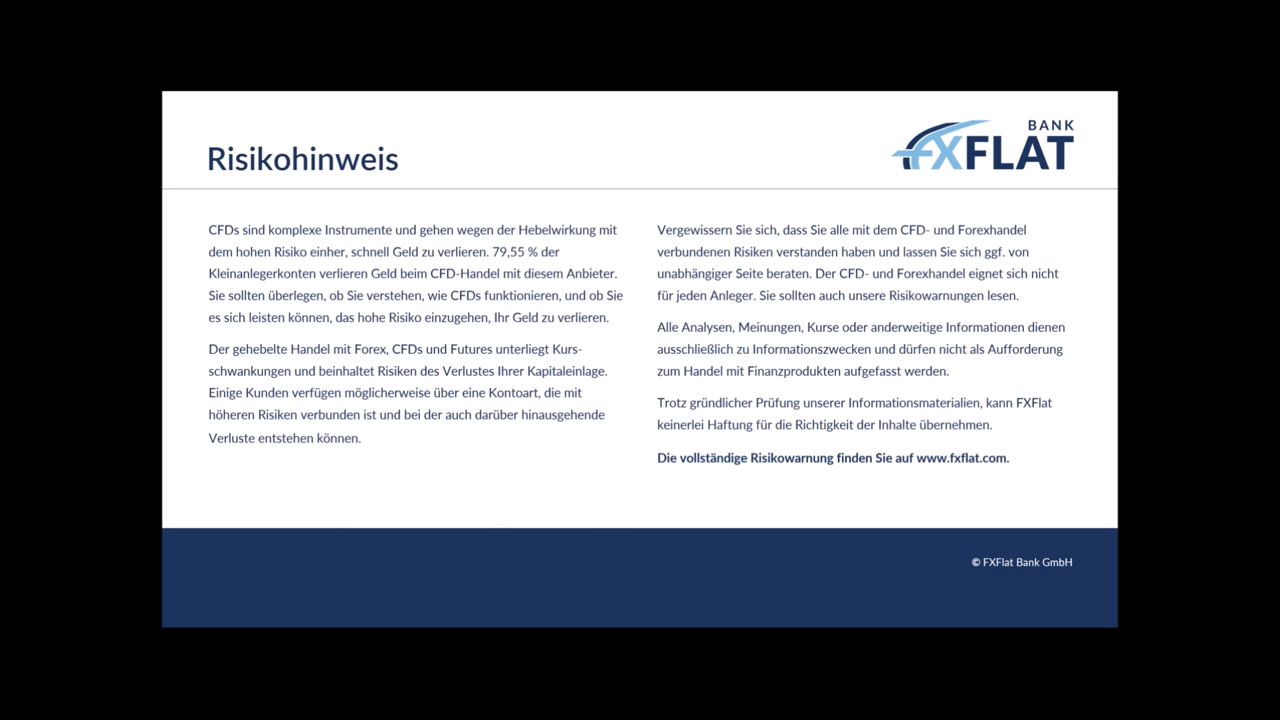 Risikohinweis
BANK
FXFLAT
CFDs sind komplexe Instrumente und gehen wegen der Hebelwirkung mit
dem hohen Risiko einher, schnell Geld zu verlieren. 79,55 % der
Kleinanlegerkonten verlieren Geld beim CFD-Handel mit diesem Anbieter.
Sie sollten überlegen, ob Sie verstehen, wie CFDs funktionieren, und ob Sie
es sich leisten können, das hohe Risiko einzugehen, Ihr Geld zu verlieren.
Der gehebelte Handel mit Forex, CFDs und Futures unterliegt Kurs-
schwankungen und beinhaltet Risiken des Verlustes Ihrer Kapitaleinlage.
Einige Kunden verfügen möglicherweise über eine Kontoart, die mit
höheren Risiken verbunden ist und bei der auch darüber hinausgehende
Verluste entstehen können.
Vergewissern Sie sich, dass Sie alle mit dem CFD- und Forexhandel
verbundenen Risiken verstanden haben und lassen Sie sich ggf. von
unabhängiger Seite beraten. Der CFD- und Forexhandel eignet sich nicht
für jeden Anleger. Sie sollten auch unsere Risikowarnungen lesen.
Alle Analysen, Meinungen, Kurse oder anderweitige Informationen dienen
ausschließlich zu Informationszwecken und dürfen nicht als Aufforderung
zum Handel mit Finanzprodukten aufgefasst werden.
Trotz gründlicher Prüfung unserer Informationsmaterialien, kann FXFlat
keinerlei Haftung für die Richtigkeit der Inhalte übernehmen.
Die vollständige Risikowarnung finden Sie auf www.fxflat.com.
© FXFlat Bank GmbH